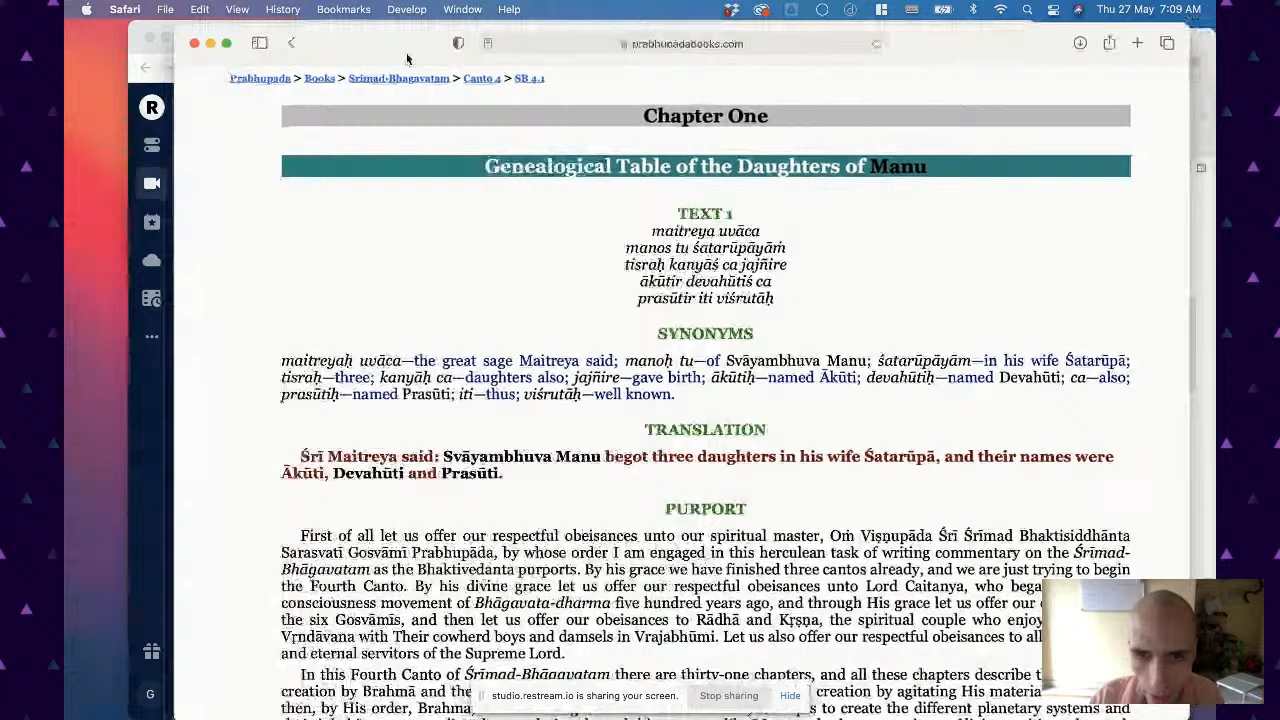 Safari File Edit View History Bookmarks Develop Window Help Thu 27 May 7:09 AM
prabhupadabooks.com
Prabhupada > Books > Srimad-Bhagavatam > Canto 4 > SB 4.1
R
Chapter One
Genealogical Table of the Daughters of Manu
TEXT 1
maitreya uvāca
manos tu śatarūpāyāṁ
tisraḥ kanyāś ca jajñire
ākūtir devahūtiś ca
prasūtir iti viśrutāḥ
SYNONYMS
maitreyaḥ uvāca—the great sage Maitreya said; manoḥ tu—of Svāyambhuva Manu; śatarūpāyām—in his wife Śatarūpā;
tisraḥ—three; kanyāḥ ca—daughters also; jajñire—gave birth; ākūtiḥ—named Ākūti; devahūtiḥ—named Devahūti; ca—also;
prasūtiḥ—named Prasūti; iti—thus; viśrutāḥ—well known.
TRANSLATION
Śrī Maitreya said: Svāyambhuva Manu begot three daughters in his wife Śatarūpā, and their names were
Ākūti, Devahūti and Prasūti.
PURPORT
First of all let us offer our respectful obeisances unto our spiritual master, Oṁ Viṣṇupāda Śrī Śrīmad Bhaktisiddhānta
Sarasvatī Gosvāmī Prabhupāda, by whose order I am engaged in this herculean task of writing commentary on the Śrīmad-
Bhāgavatam as the Bhaktivedanta purports. By his grace we have finished three cantos already, and we are just trying to begin
the Fourth Canto. By his divine grace let us offer our respectful obeisances unto Lord Caitanya, who bega
consciousness movement of Bhāgavata-dharma five hundred years ago, and through His grace let us offer our
the six Gosvāmīs, and then let us offer our obeisances to Rādhā and Kṛṣṇa, the spiritual couple who enjoy
Vṛndāvana with Their cowherd boys and damsels in Vrajabhūmi. Let us also offer our respectful obeisances to all
and eternal servitors of the Supreme Lord.
In this Fourth Canto of Śrīmad-Bhāgavatam there are thirty-one chapters, and all these chapters describe t
creation by Brahmā and the creation by agitating His materia
studio.restream.io is sharing your screen. Stop sharing Hide
then, by His order, Brahmā s to create the different planetary systems and
G